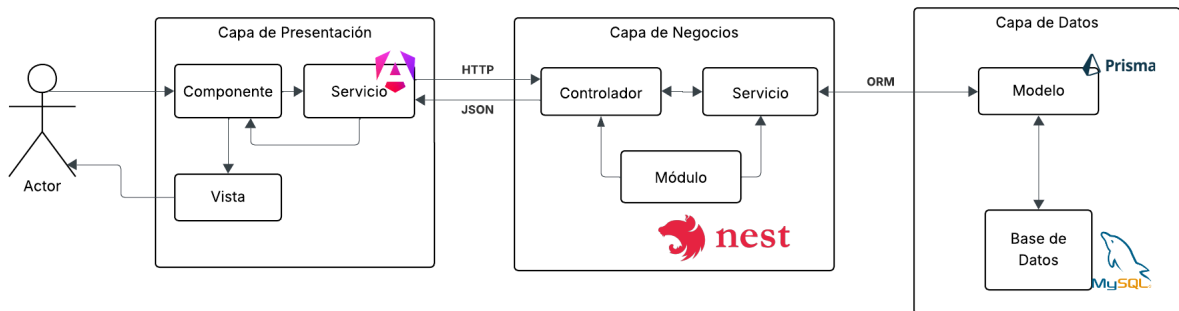 Capa de Presentación
Componente
Servicio
Vista
Actor
HTTP
JSON
Capa de Negocios
Controlador
Servicio
Módulo
nest
ORM
Capa de Datos
Prisma
Modelo
Base de
Datos
MySQL